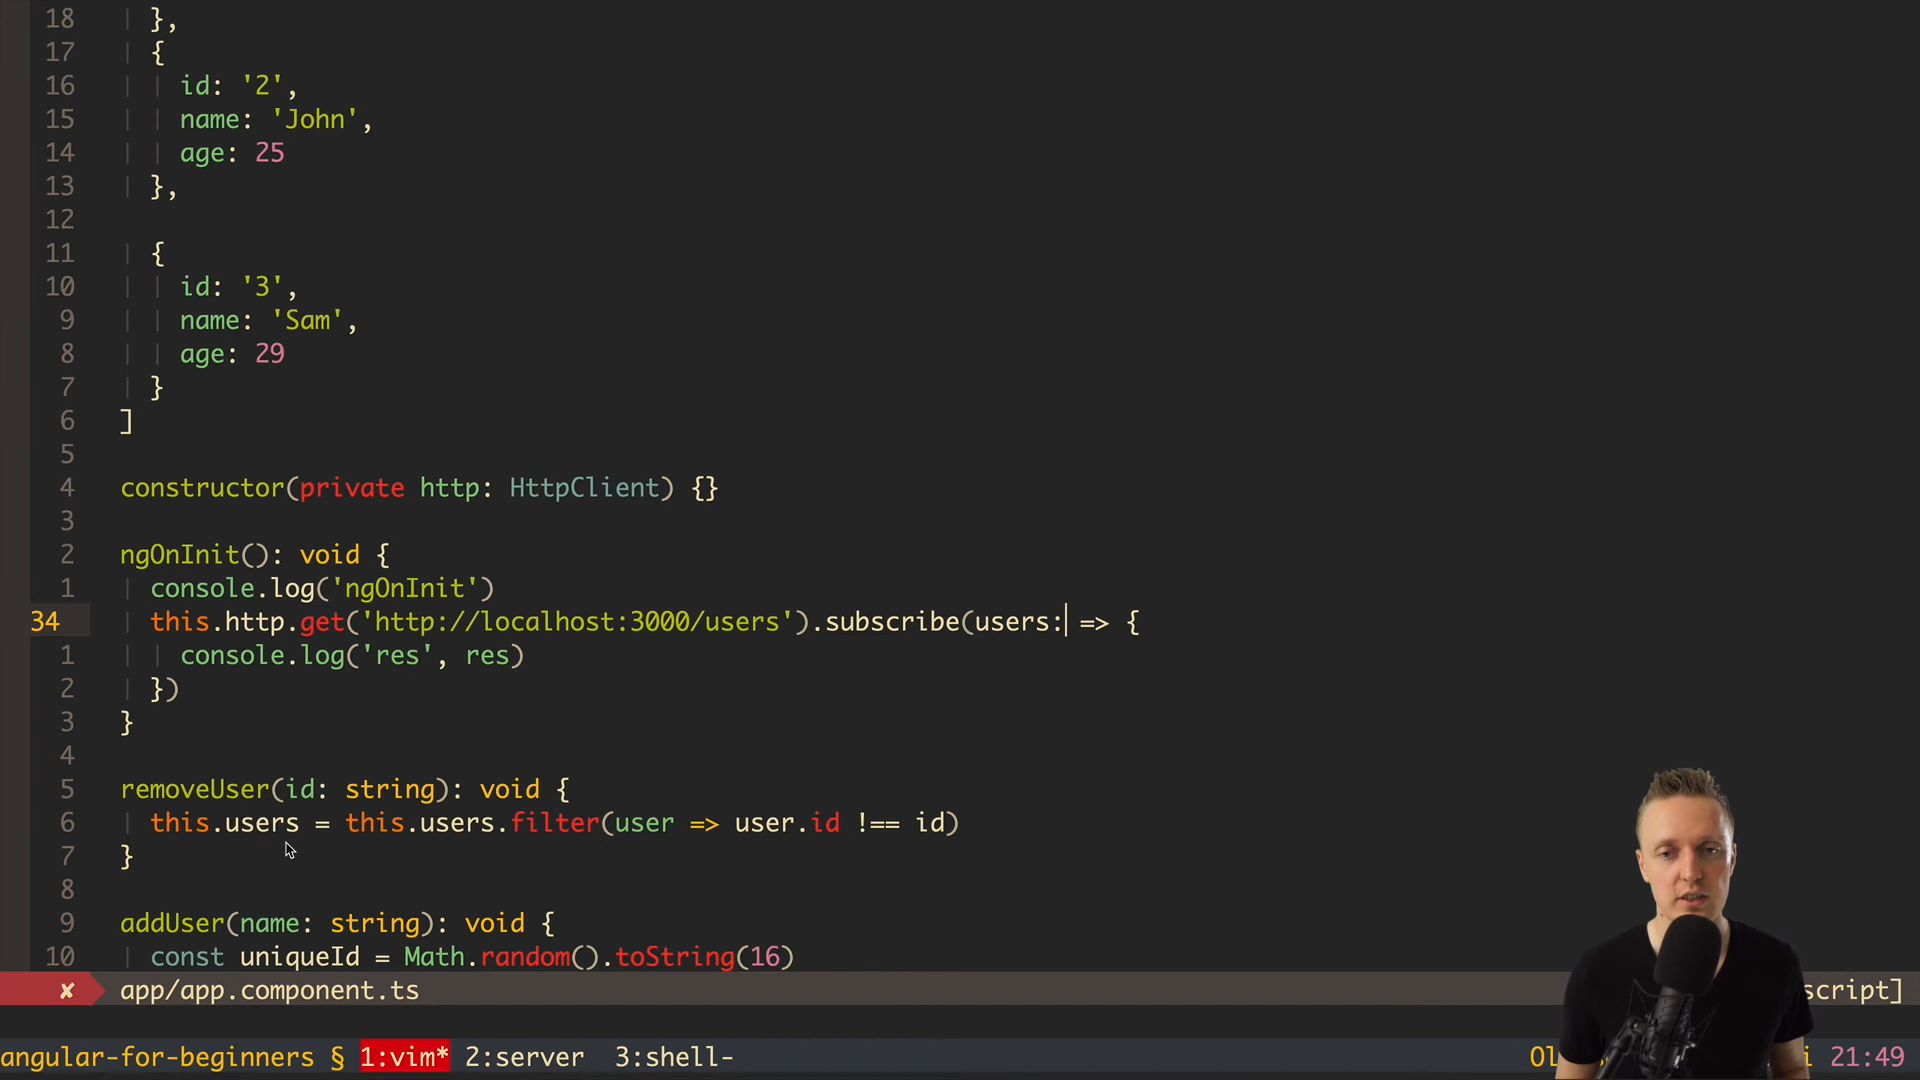 18 },
17 {
16 id: '2',
15 name: 'John',
14 age: 25
13 },
12
11 {
10 id: '3',
9 name: 'Sam',
8 age: 29
7 }
6 ]
5
4 constructor(private http: HttpClient) {}
3
2 ngOnInit(): void {
1 console.log('ngOnInit')
34 this.http.get('http://localhost:3000/users').subscribe(users: => {
1 console.log('res', res)
2 })
3 }
4
5 removeUser(id: string): void {
6 this.users = this.users.filter(user => user.id !== id)
7 }
8
9 addUser(name: string): void {
10 const uniqueId = Math.random().toString(16)
✘ app/app.component.ts script]
angular-for-beginners § 1:vim* 2:server 3:shell- 21:49